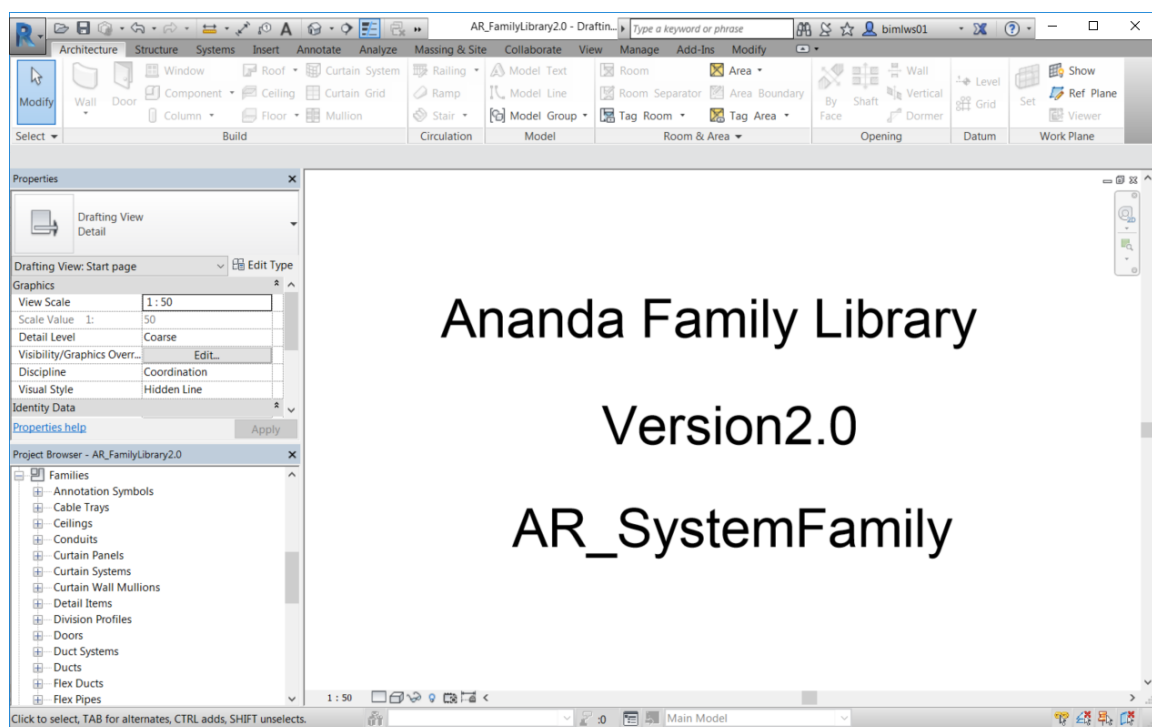 AR_FamilyLibrary2.0 - Draftin...
Type a keyword or phrase
bimlws01
Architecture Structure Systems Insert Annotate Analyze Massing & Site Collaborate View Manage Add-Ins Modify
Modify
Wall
Door
Window
Component
Column
Roof
Ceiling
Floor
Curtain System
Curtain Grid
Mullion
Railing
Ramp
Stair
Model Text
Model Line
Model Group
Room
Room Separator
Tag Room
Area
Area Boundary
Tag Area
By Face
Shaft
Wall
Vertical
Dormer
Level
Grid
Set
Show
Ref Plane
Viewer
Select Build Circulation Model Room & Area Opening Datum Work Plane
Properties
Drafting View
Detail
Drafting View: Start page Edit Type
Graphics
View Scale 1 : 50
Scale Value 1: 50
Detail Level Coarse
Visibility/Graphics Overr... Edit...
Discipline Coordination
Visual Style Hidden Line
Identity Data
Properties help Apply
Project Browser - AR_FamilyLibrary2.0
Families
Annotation Symbols
Cable Trays
Ceilings
Conduits
Curtain Panels
Curtain Systems
Curtain Wall Mullions
Detail Items
Division Profiles
Doors
Duct Systems
Ducts
Flex Ducts
Flex Pipes
Ananda Family Library
Version2.0
AR_SystemFamily
1 : 50
Click to select, TAB for alternates, CTRL adds, SHIFT unselects.
:0
Main Model